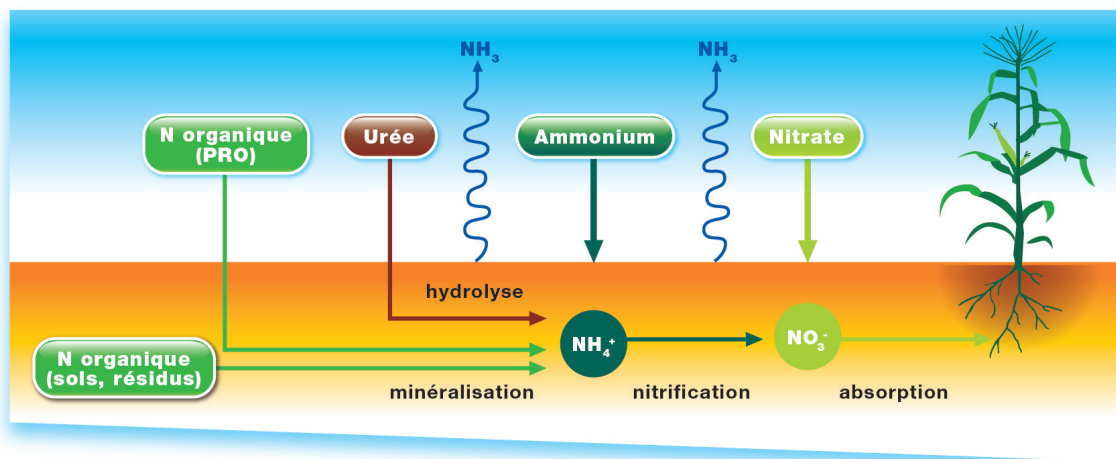 NH₃
NH₃
N organique
(PRO)
Urée
Ammonium
Nitrate
hydrolyse
NH₄⁺
NO₃⁻
N organique
(sols, résidus)
minéralisation
nitrification
absorption